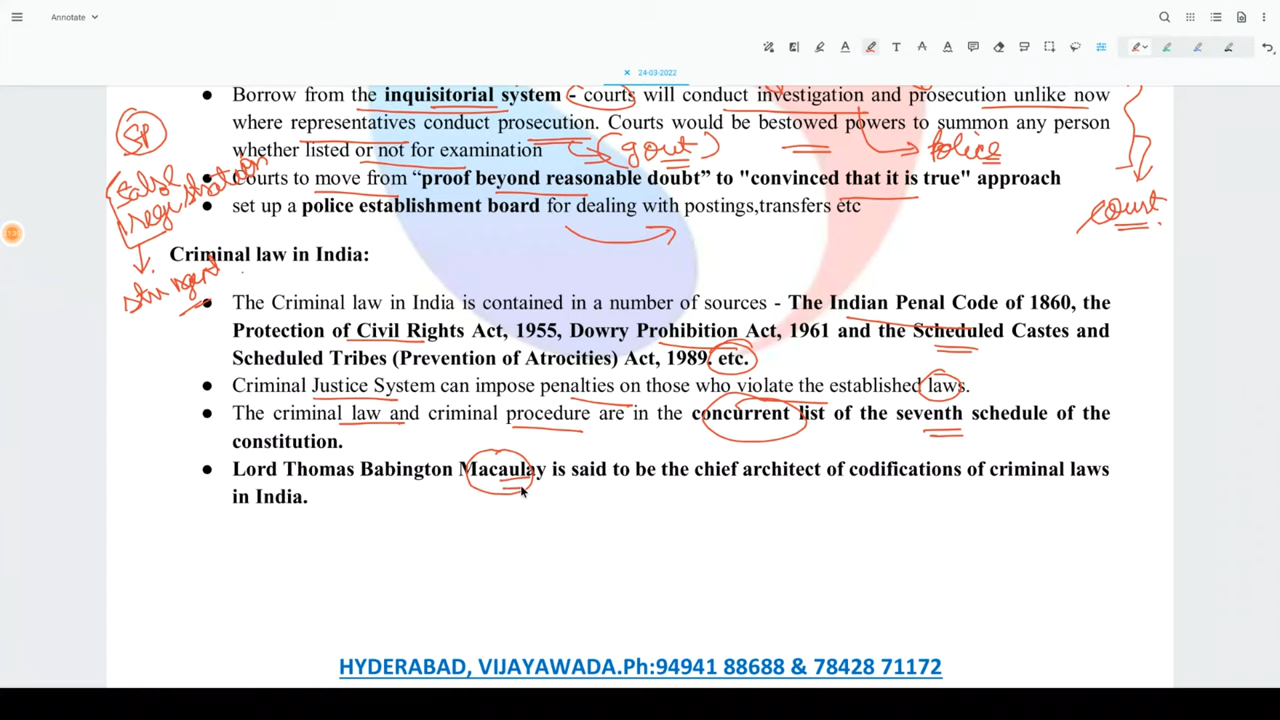 Annotate
24-03-2022
Borrow from the inquisitorial system - courts will conduct investigation and prosecution unlike now
where representatives conduct prosecution. Courts would be bestowed powers to summon any person
whether listed or not for examination
(govt)
Police
SP
Courts to move from “proof beyond reasonable doubt” to "convinced that it is true" approach
false
registration
set up a police establishment board for dealing with postings,transfers etc
court
Criminal law in India:
stringent
The Criminal law in India is contained in a number of sources - The Indian Penal Code of 1860, the
Protection of Civil Rights Act, 1955, Dowry Prohibition Act, 1961 and the Scheduled Castes and
Scheduled Tribes (Prevention of Atrocities) Act, 1989. etc.
Criminal Justice System can impose penalties on those who violate the established laws.
The criminal law and criminal procedure are in the concurrent list of the seventh schedule of the
constitution.
Lord Thomas Babington Macaulay is said to be the chief architect of codifications of criminal laws
in India.
HYDERABAD, VIJAYAWADA.Ph:94941 88688 & 78428 71172